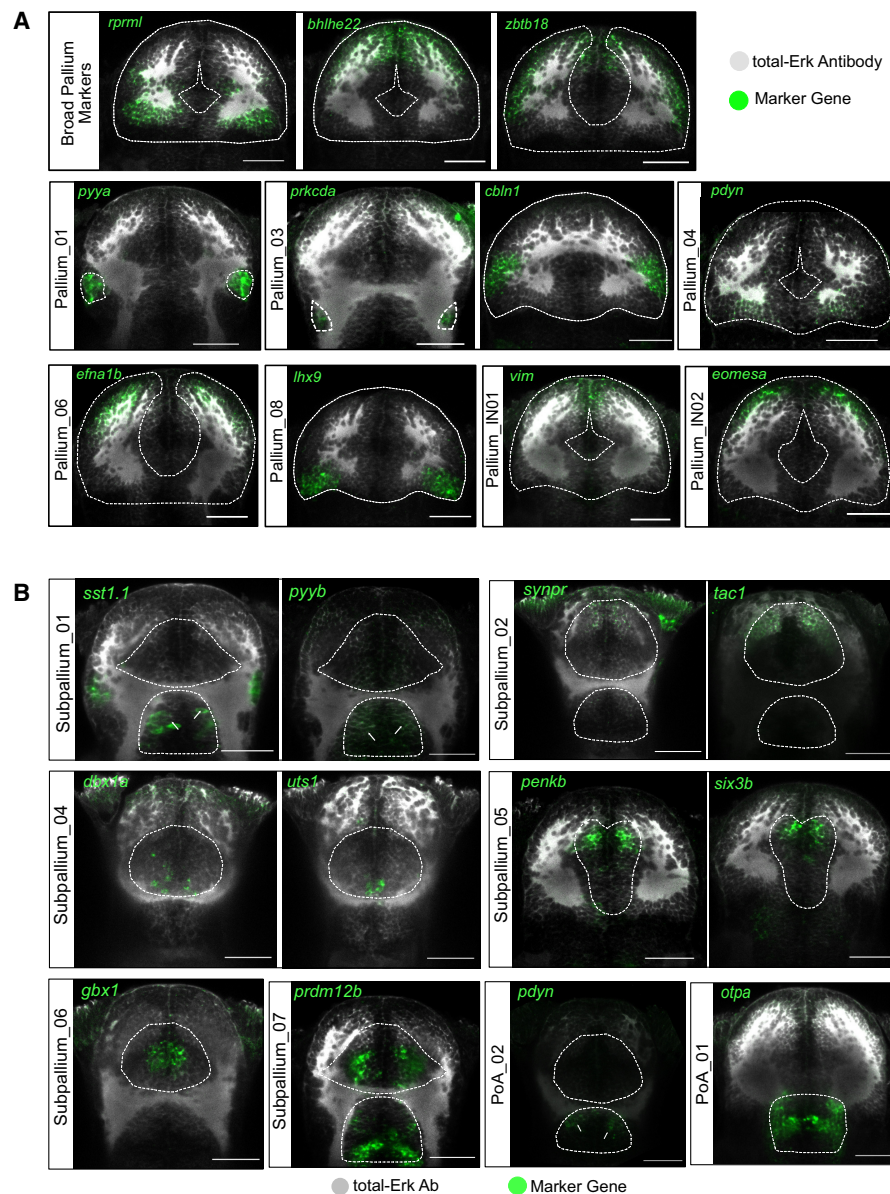 A
Broad Pallium
Markers
rprml
bhlhe22
zbtb18
total-Erk Antibody
Marker Gene
Pallium_01
pyya
Pallium_03
prkcda
cbln1
Pallium_04
pdyn
Pallium_06
efna1b
Pallium_08
lhx9
Pallium_IN01
vim
Pallium_IN02
eomesa
B
Subpallium_01
sst1.1
pyyb
Subpallium_02
synpr
tac1
Subpallium_04
dbx1a
uts1
Subpallium_05
penkb
six3b
Subpallium_06
gbx1
Subpallium_07
prdm12b
PoA_02
pdyn
PoA_01
otpa
total-Erk Ab
Marker Gene